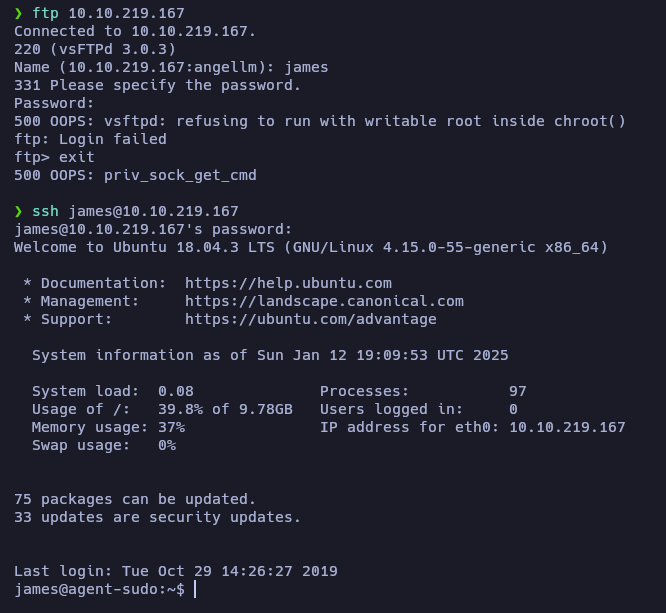 ❯ ftp 10.10.219.167
Connected to 10.10.219.167.
220 (vsFTPd 3.0.3)
Name (10.10.219.167:angellm): james
331 Please specify the password.
Password:
500 OOPS: vsftpd: refusing to run with writable root inside chroot()
ftp: Login failed
ftp> exit
500 OOPS: priv_sock_get_cmd
❯ ssh james@10.10.219.167
james@10.10.219.167's password:
Welcome to Ubuntu 18.04.3 LTS (GNU/Linux 4.15.0-55-generic x86_64)
* Documentation:  https://help.ubuntu.com
* Management:     https://landscape.canonical.com
* Support:        https://ubuntu.com/advantage
System information as of Sun Jan 12 19:09:53 UTC 2025
System load:  0.08              Processes:           97
Usage of /:   39.8% of 9.78GB   Users logged in:     0
Memory usage: 37%               IP address for eth0: 10.10.219.167
Swap usage:   0%
75 packages can be updated.
33 updates are security updates.
Last login: Tue Oct 29 14:26:27 2019
james@agent-sudo:~$